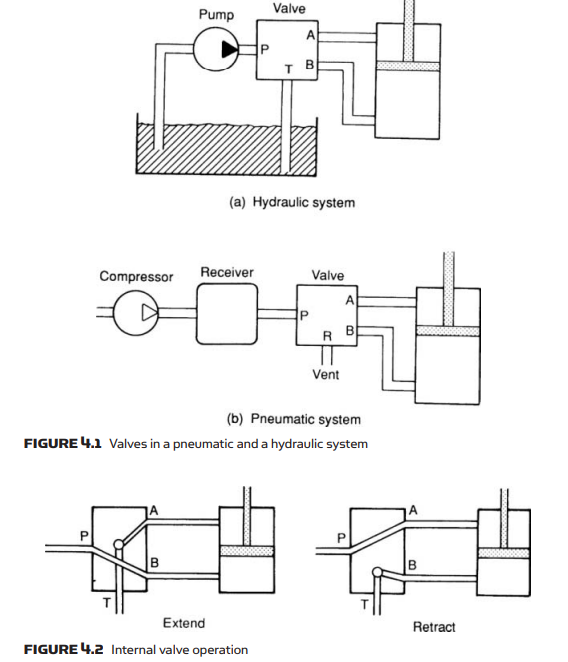 Pump
Valve
A
P
T
B
(a) Hydraulic system
Compressor
Receiver
Valve
A
P
R
B
Vent
(b) Pneumatic system
FIGURE 4.1 Valves in a pneumatic and a hydraulic system
A
P
B
T
Extend
A
P
B
T
Retract
FIGURE 4.2 Internal valve operation